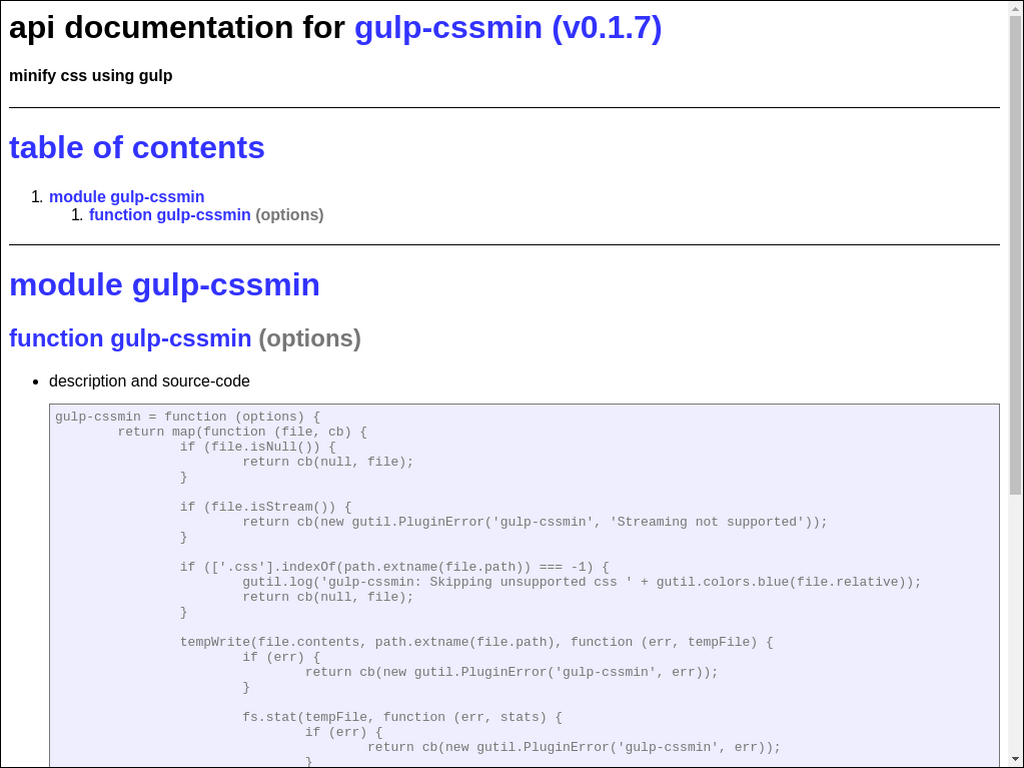 api documentation for gulp-cssmin (v0.1.7)
minify css using gulp
table of contents
1. module gulp-cssmin
1. function gulp-cssmin (options)
module gulp-cssmin
function gulp-cssmin (options)
• description and source-code
gulp-cssmin = function (options) {
        return map(function (file, cb) {
                if (file.isNull()) {
                        return cb(null, file);
                }

                if (file.isStream()) {
                        return cb(new gutil.PluginError('gulp-cssmin', 'Streaming not supported'));
                }

                if (['.css'].indexOf(path.extname(file.path)) === -1) {
                        gutil.log('gulp-cssmin: Skipping unsupported css ' + gutil.colors.blue(file.relative));
                        return cb(null, file);
                }

                tempWrite(file.contents, path.extname(file.path), function (err, tempFile) {
                        if (err) {
                                return cb(new gutil.PluginError('gulp-cssmin', err));
                        }

                        fs.stat(tempFile, function (err, stats) {
                                if (err) {
                                        return cb(new gutil.PluginError('gulp-cssmin', err));
                                }